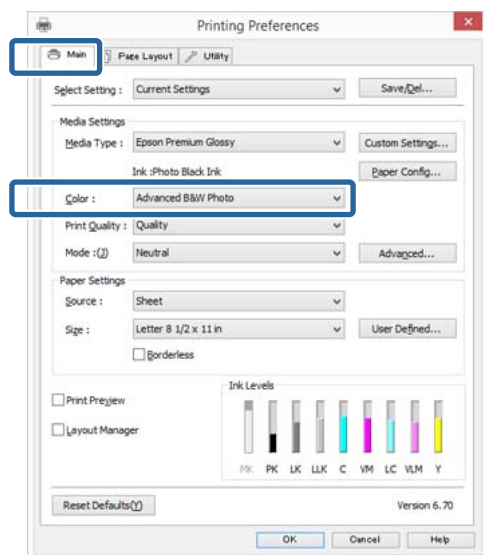 Printing Preferences
Main Page Layout Utility
Select Setting : Current Settings Save/Del...
Media Settings
Media Type : Epson Premium Glossy Custom Settings...
Ink :Photo Black Ink Paper Config...
Color : Advanced B&W Photo
Print Quality : Quality
Mode :(J) Neutral Advanced...
Paper Settings
Source : Sheet
Size : Letter 8 1/2 x 11 in User Defined...
Borderless
Print Preview
Layout Manager
Ink Levels
MK PK LK LLK C VM LC VLM Y
Reset Defaults(Y) Version 6.70
OK Cancel Help